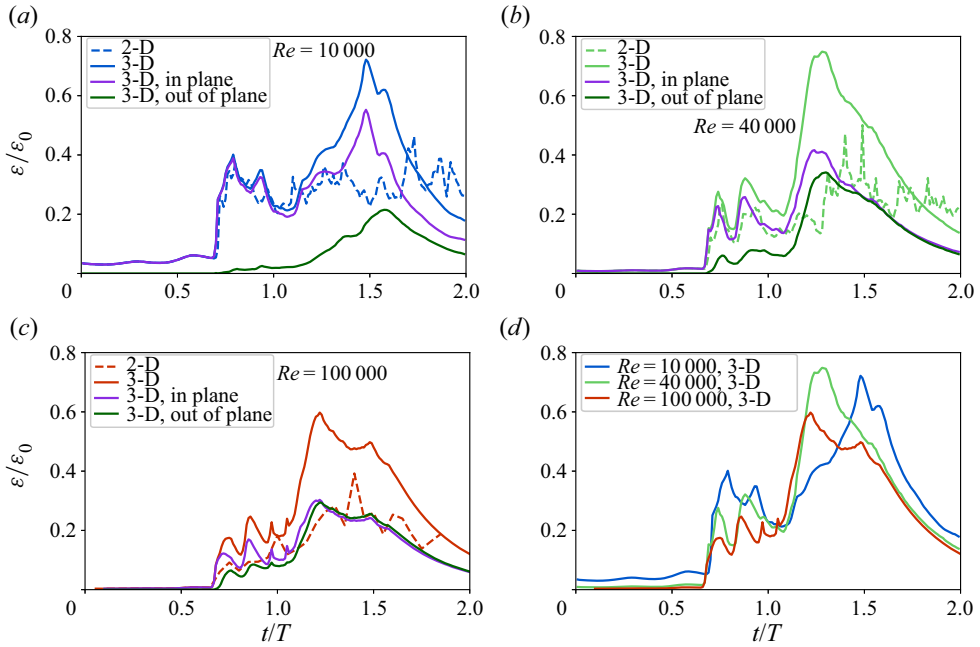 (a)
0.8
2-D
3-D
3-D, in plane
3-D, out of plane
Re = 10 000
0.6
ε/ε0
0.4
0.2
0 0.5 1.0 1.5 2.0
(b)
0.8
2-D
3-D
3-D, in plane
3-D, out of plane
Re = 40 000
0.6
0.4
0.2
0 0.5 1.0 1.5 2.0
(c)
0.8
2-D
3-D
3-D, in plane
3-D, out of plane
Re = 100 000
0.6
ε/ε0
0.4
0.2
0 0.5 1.0 1.5 2.0
t/T
(d)
0.8
Re = 10 000, 3-D
Re = 40 000, 3-D
Re = 100 000, 3-D
0.6
0.4
0.2
0 0.5 1.0 1.5 2.0
t/T